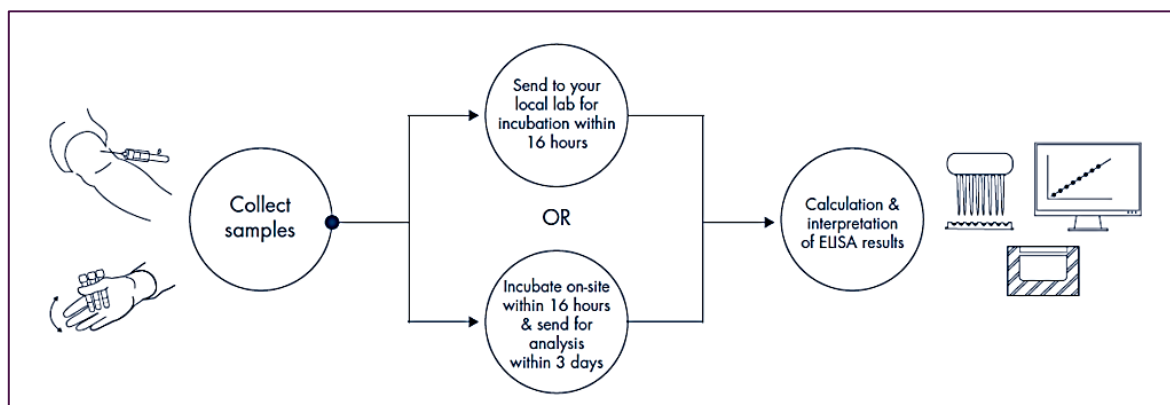 Collect
samples
Send to your
local lab for
incubation within
16 hours
OR
Incubate on-site
within 16 hours
& send for
analysis
within 3 days
Calculation &
interpretation
of ELISA results